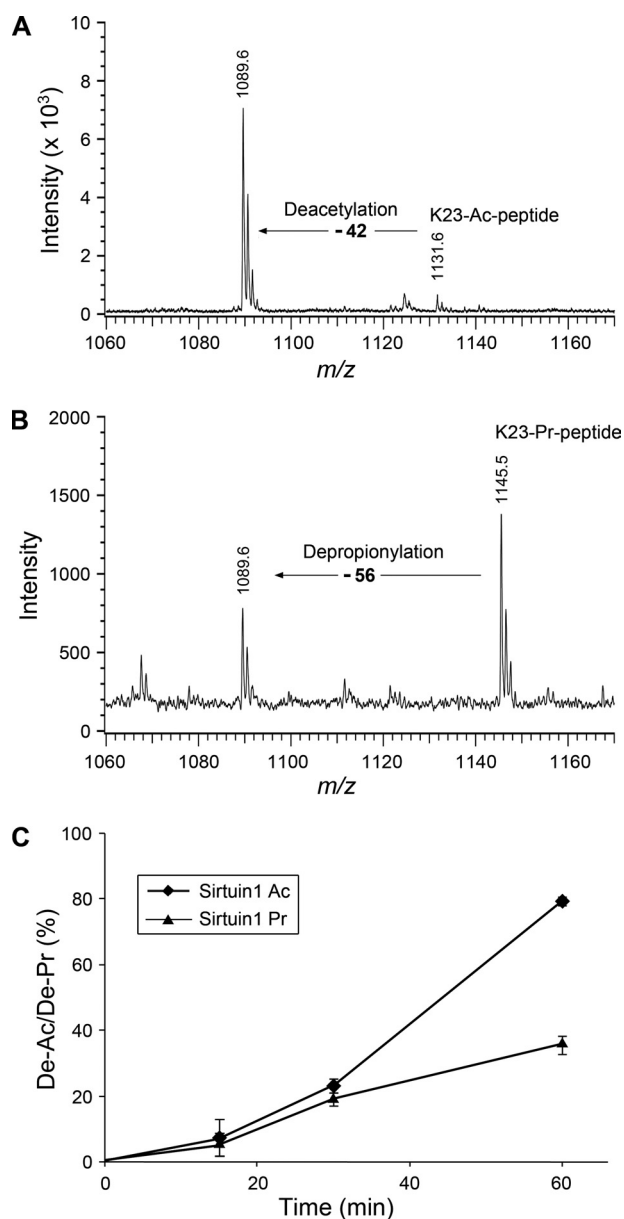 A
Intensity (x 10³)
10
8
6
4
2
0
1089.6
Deacetylation
- 42
K23-Ac-peptide
1131.6
1060 1080 1100 1120 1140 1160
m/z
B
Intensity
2000
1500
1000
500
0
K23-Pr-peptide
1145.5
1089.6
Depropionylation
- 56
1060 1080 1100 1120 1140 1160
m/z
C
De-Ac/De-Pr (%)
100
80
60
40
20
0
Sirtuin1 Ac
Sirtuin1 Pr
0 20 40 60
Time (min)